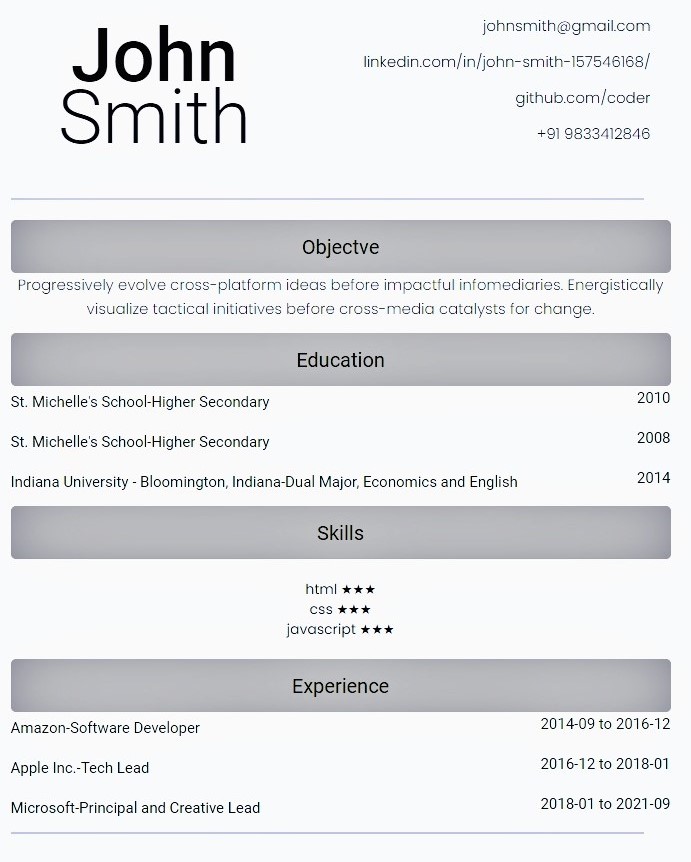 John
Smith
johnsmith@gmail.com
linkedin.com/in/john-smith-157546168/
github.com/coder
+91 9833412846
Objectve
Progressively evolve cross-platform ideas before impactful infomediaries. Energistically
visualize tactical initiatives before cross-media catalysts for change.
Education
St. Michelle's School-Higher Secondary 2010
St. Michelle's School-Higher Secondary 2008
Indiana University - Bloomington, Indiana-Dual Major, Economics and English 2014
Skills
html ★★★
css ★★★
javascript ★★★
Experience
Amazon-Software Developer 2014-09 to 2016-12
Apple Inc.-Tech Lead 2016-12 to 2018-01
Microsoft-Principal and Creative Lead 2018-01 to 2021-09